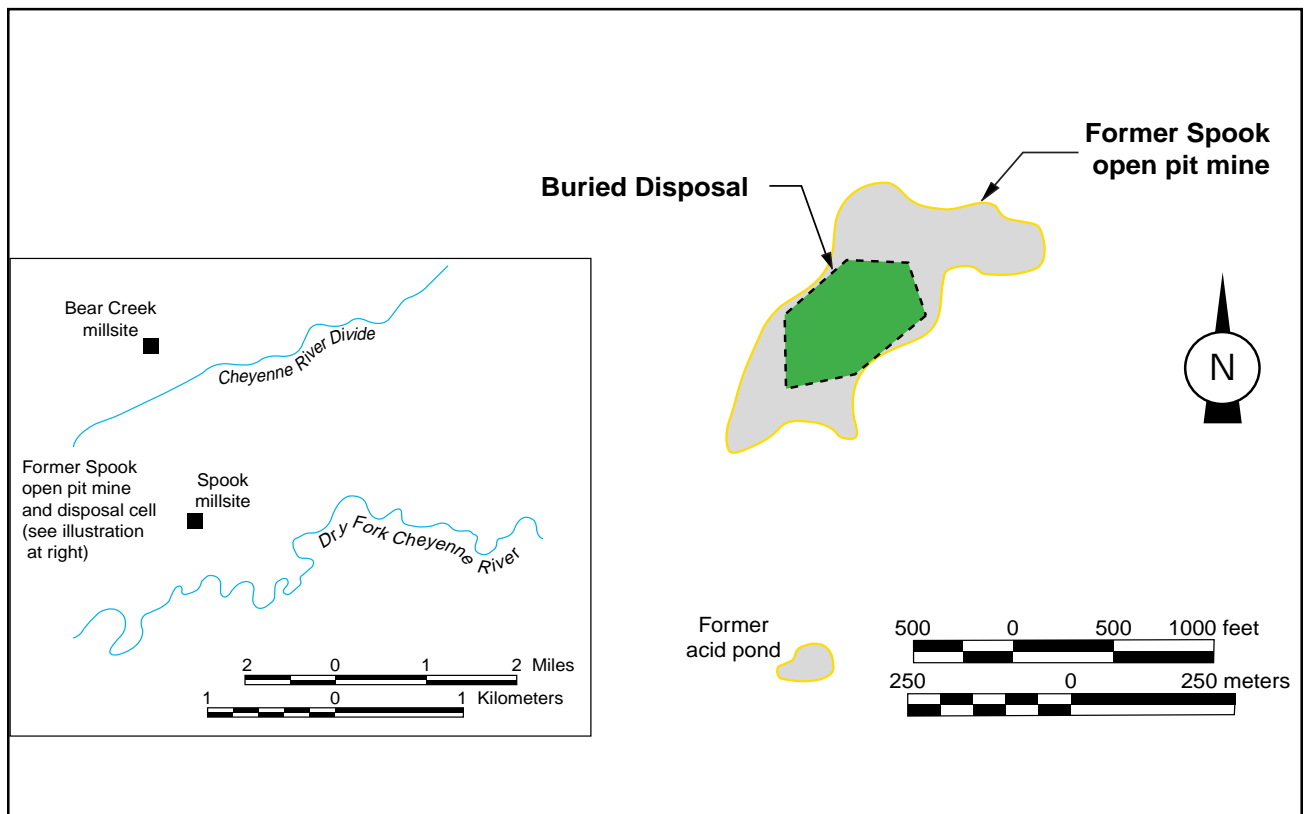 Former Spook
open pit mine
Buried Disposal
Bear Creek
millsite
Cheyenne River Divide
Former Spook
open pit mine
and disposal cell
(see illustration
at right)
Spook
millsite
Dry Fork Cheyenne River
2 0 1 2 Miles
1 0 1 Kilometers
N
Former
acid pond
500 0 500 1000 feet
250 0 250 meters